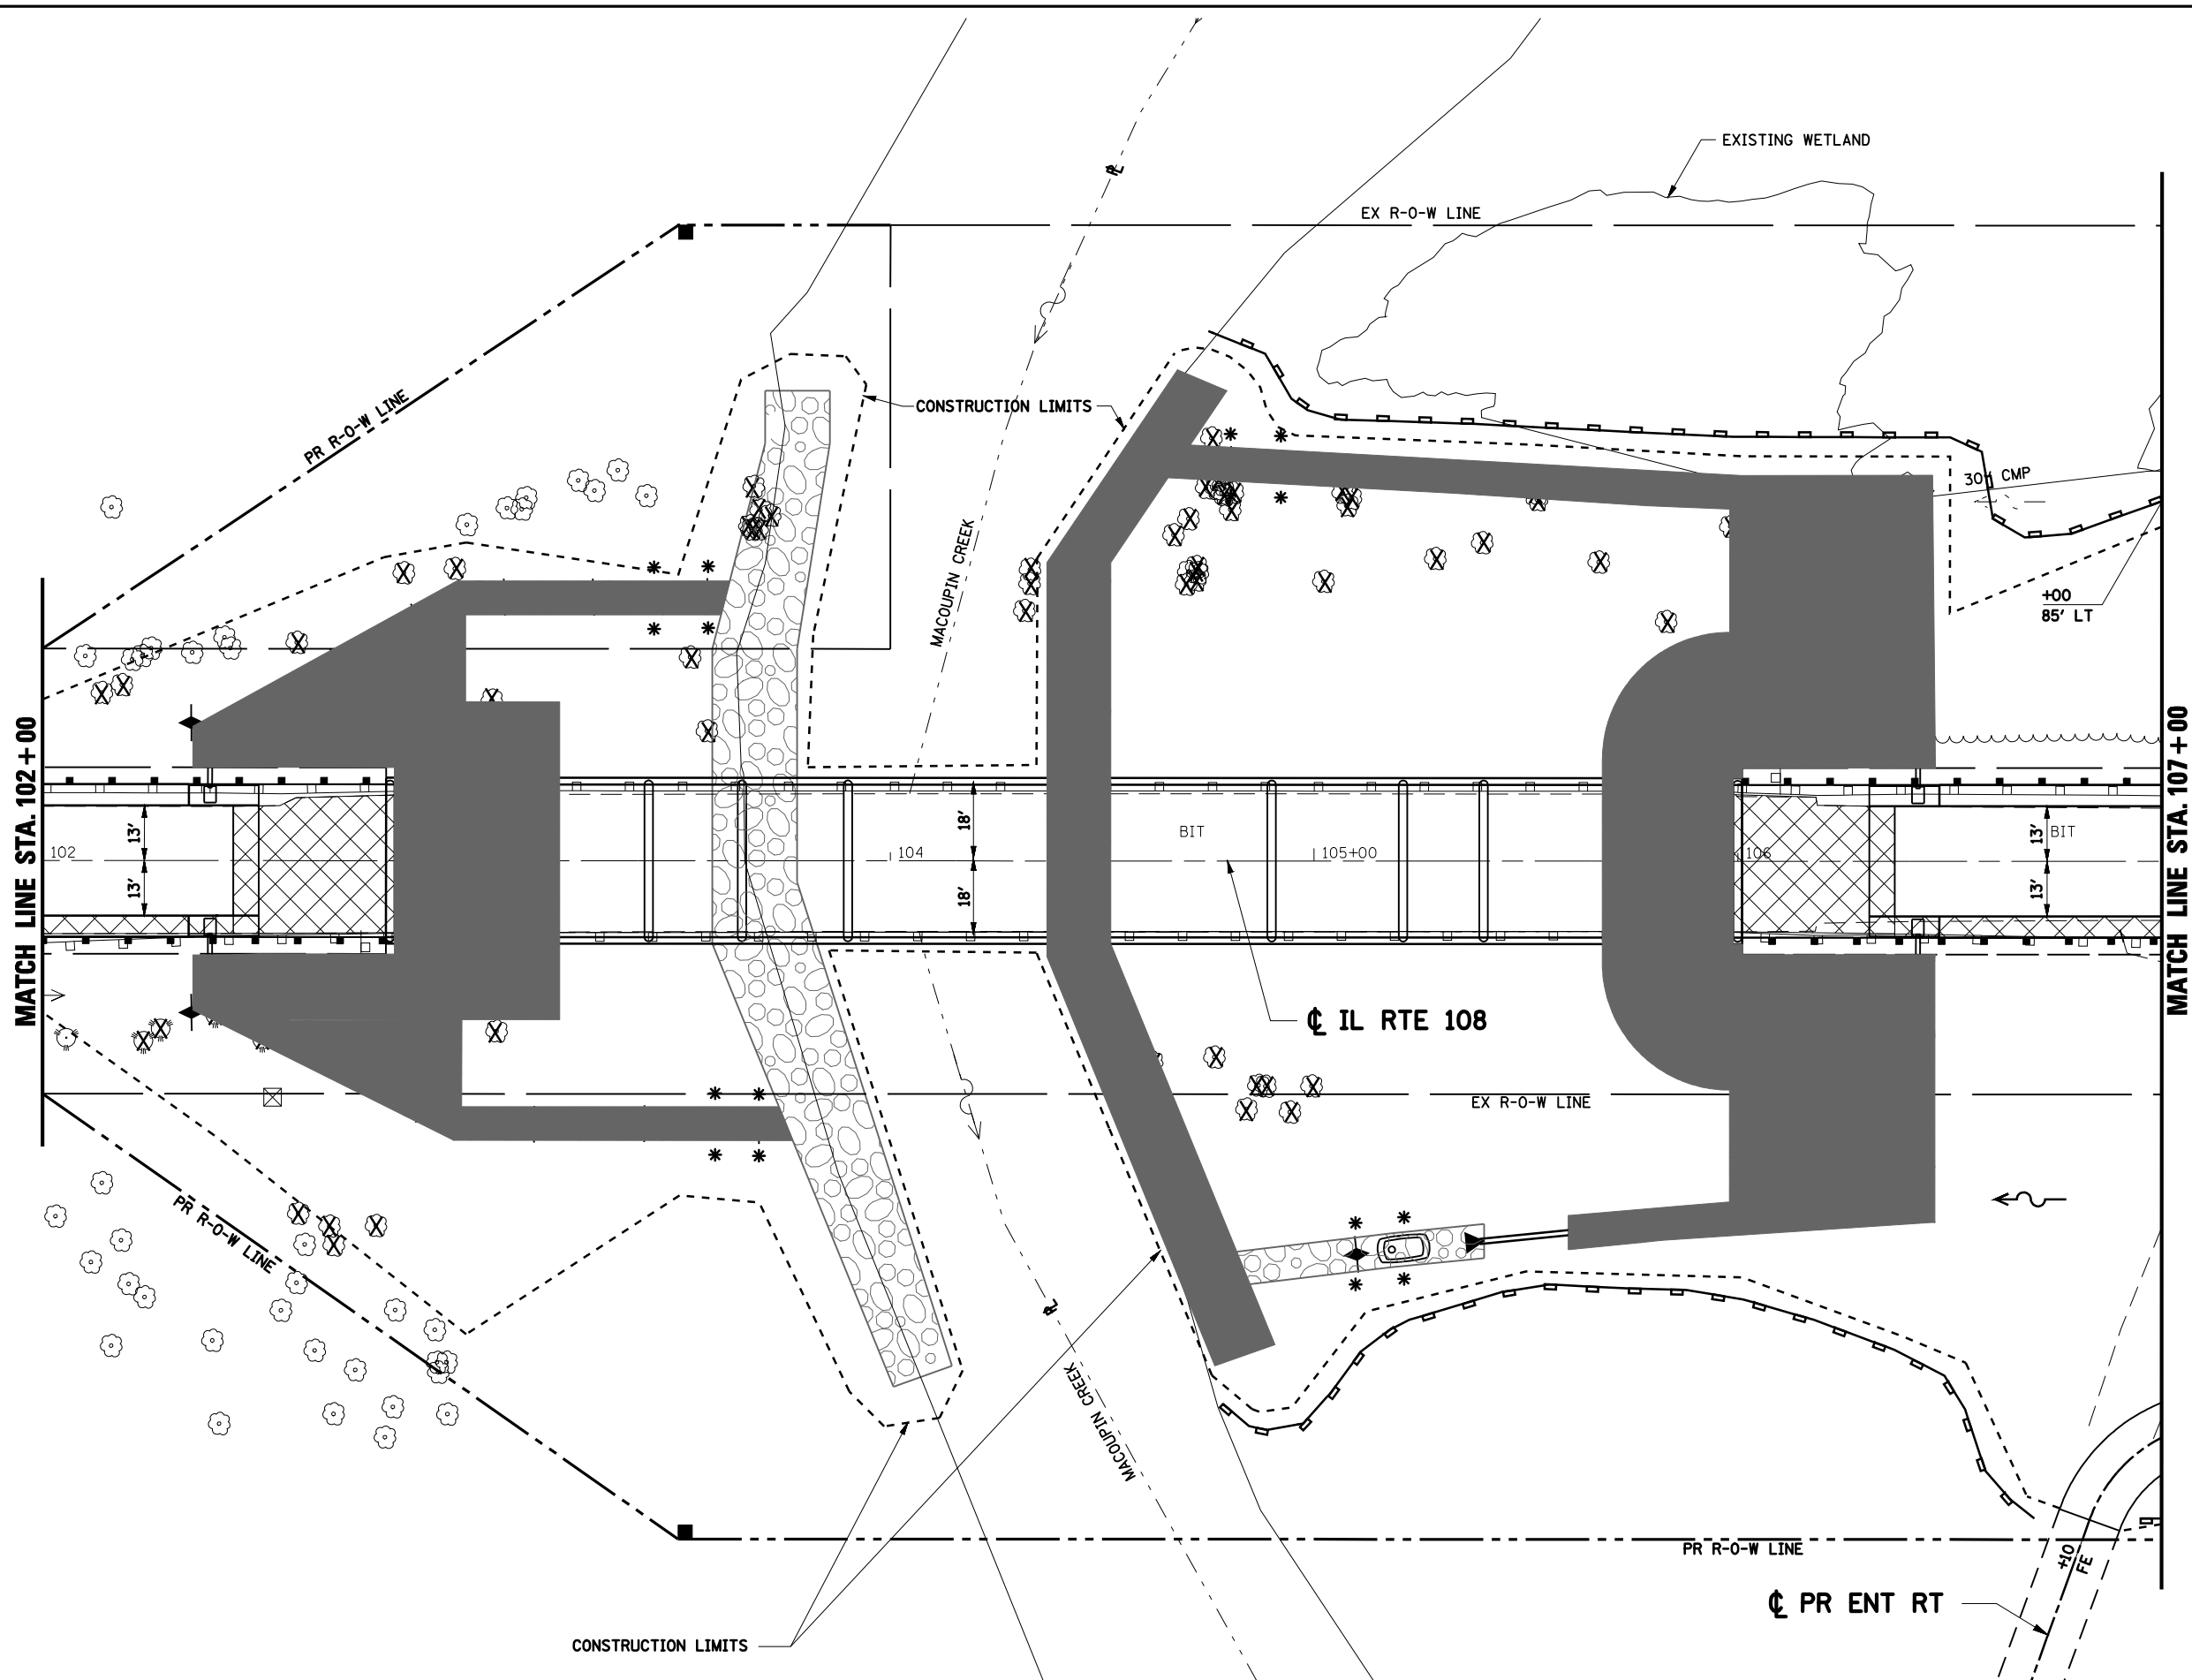 EXISTING WETLAND
EX R-O-W LINE
PR R-O-W LINE
CONSTRUCTION LIMITS
30" CMP
MACOUPIN CREEK
+00
85' LT
MATCH LINE STA. 102+00
MATCH LINE STA. 107+00
13'
18'
13'
BIT
BIT
102
104
105+00
106
13'
18'
13'
℄ IL RTE 108
EX R-O-W LINE
PR R-O-W LINE
MACOUPIN CREEK
PR R-O-W LINE
+10
FE
℄ PR ENT RT
CONSTRUCTION LIMITS